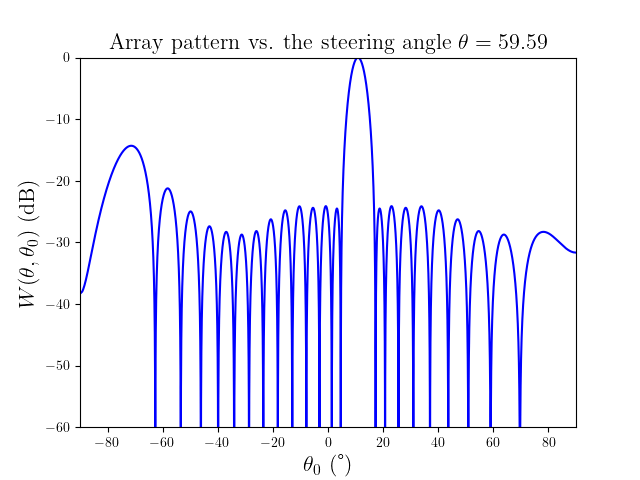 Array pattern vs. the steering angle θ = 59.59
0
−10
−20
−30
−40
−50
−60
W(θ, θ₀) (dB)
−80 −60 −40 −20 0 20 40 60 80
θ₀ (°)